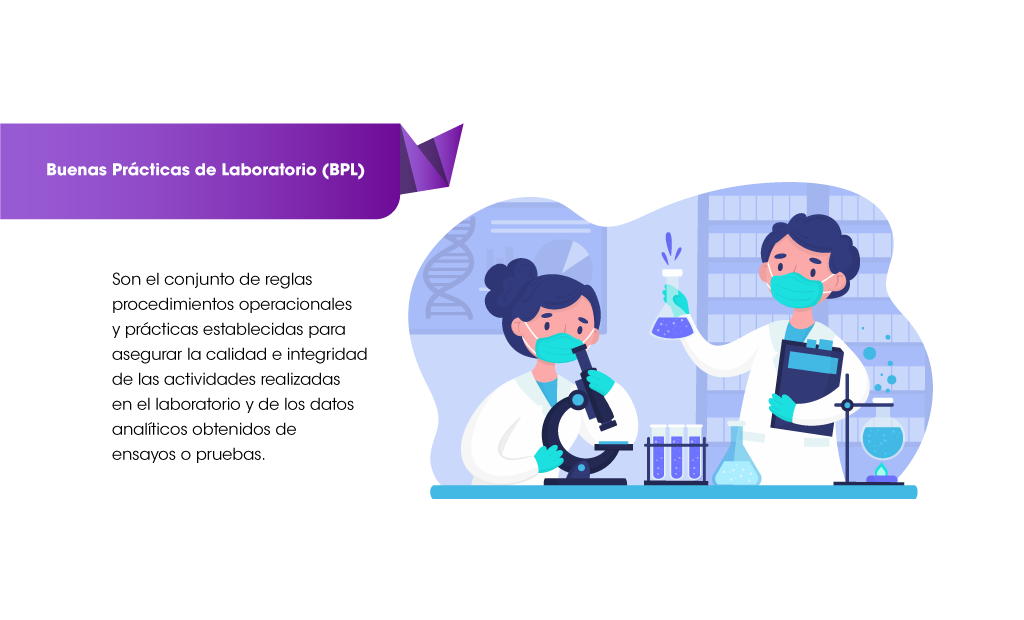 Buenas Prácticas de Laboratorio (BPL)
Son el conjunto de reglas
procedimientos operacionales
y prácticas establecidas para
asegurar la calidad e integridad
de las actividades realizadas
en el laboratorio y de los datos
analíticos obtenidos de
ensayos o pruebas.